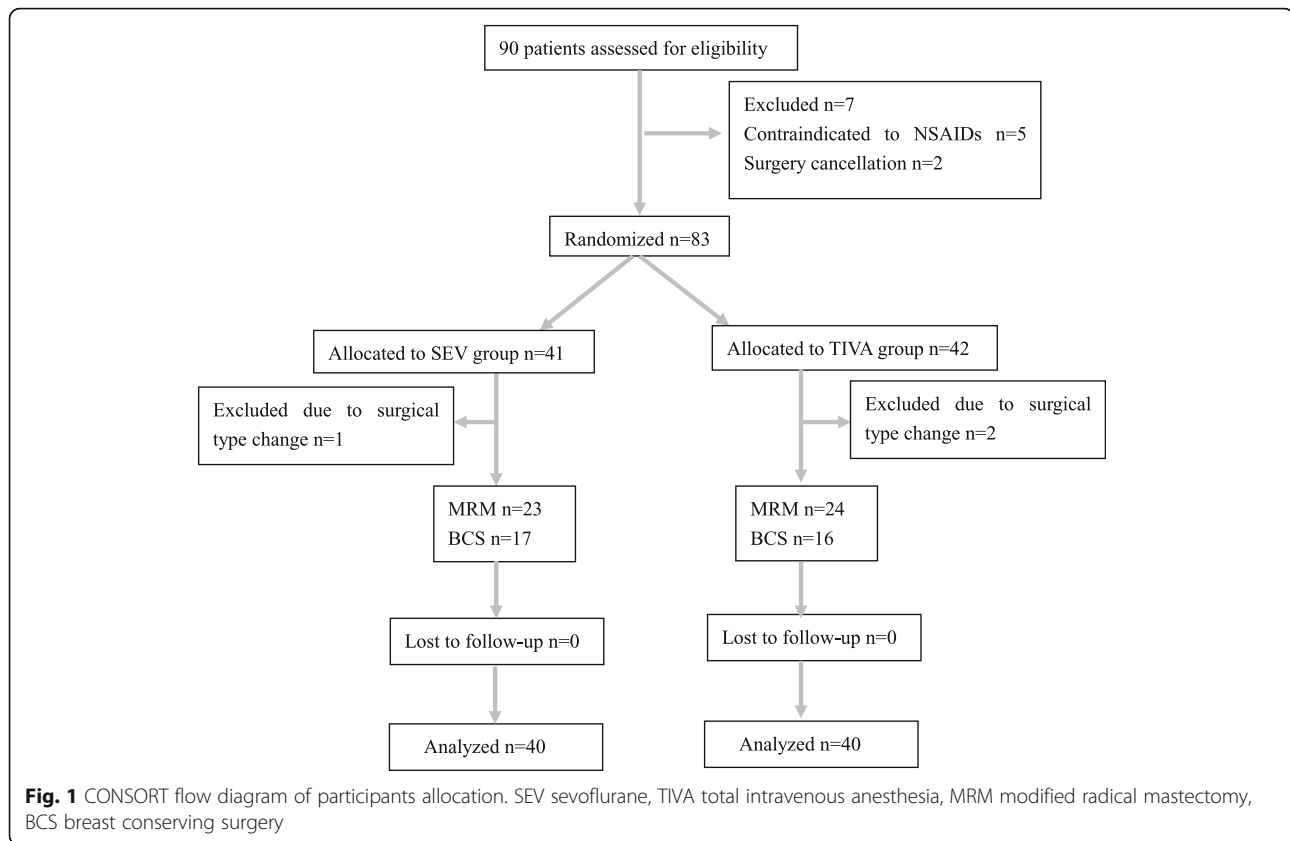 90 patients assessed for eligibility
Excluded n=7
Contraindicated to NSAIDs n=5
Surgery cancellation n=2
Randomized n=83
Allocated to SEV group n=41
Allocated to TIVA group n=42
Excluded due to surgical
type change n=1
Excluded due to surgical
type change n=2
MRM n=23
BCS n=17
MRM n=24
BCS n=16
Lost to follow-up n=0
Lost to follow-up n=0
Analyzed n=40
Analyzed n=40
Fig. 1 CONSORT flow diagram of participants allocation. SEV sevoflurane, TIVA total intravenous anesthesia, MRM modified radical mastectomy,
BCS breast conserving surgery